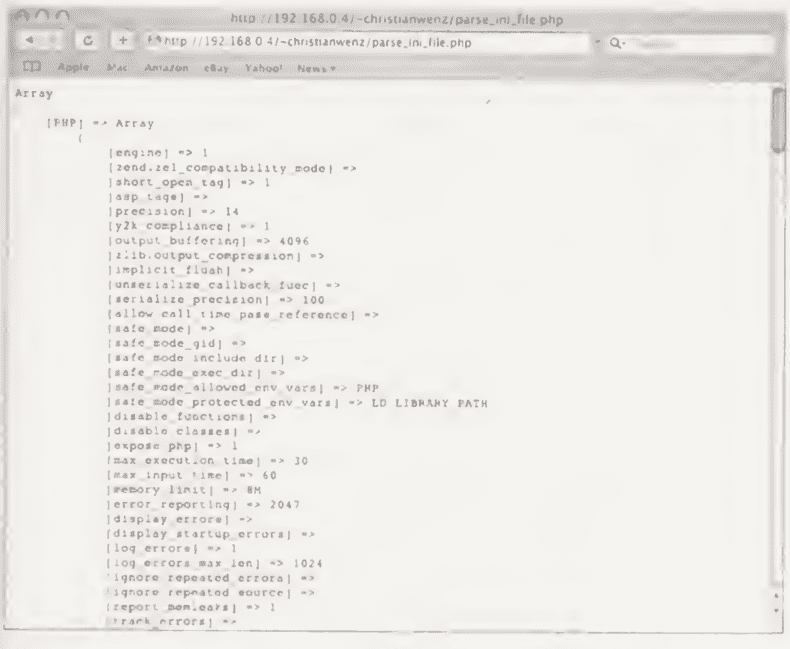 http://192.168.0.4/~christianwenz/parse_ini_file.php
http://192.168.0.4/~christianwenz/parse_ini_file.php
Apple Mac Amazon eBay Yahoo! News
Array
[PHP] => Array
(
[engine] => 1
[zend.ze1_compatibility_mode] =>
[short_open_tag] => 1
[asp_tags] =>
[precision] => 14
[y2k_compliance] => 1
[output_buffering] => 4096
[zlib.output_compression] =>
[implicit_flush] =>
[unserialize_callback_func] =>
[serialize_precision] => 100
[allow_call_time_pass_reference] =>
[safe_mode] =>
[safe_mode_gid] =>
[safe_mode_include_dir] =>
[safe_mode_exec_dir] =>
[safe_mode_allowed_env_vars] => PHP_
[safe_mode_protected_env_vars] => LD_LIBRARY_PATH
[disable_functions] =>
[disable_classes] =>
[expose_php] => 1
[max_execution_time] => 30
[max_input_time] => 60
[memory_limit] => 8M
[error_reporting] => 2047
[display_errors] =>
[display_startup_errors] =>
[log_errors] => 1
[log_errors_max_len] => 1024
[ignore_repeated_errors] =>
[ignore_repeated_source] =>
[report_memleaks] => 1
[track_errors] =>